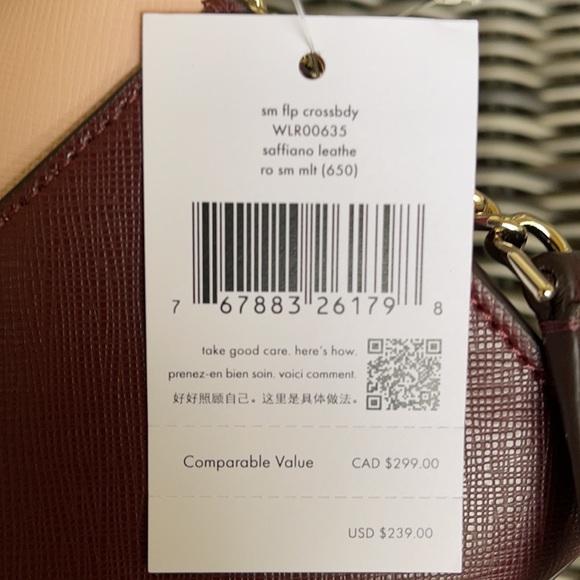 sm flp crossbdy
WLR00635
saffiano leathe
ro sm mlt (650)
7 67883 26179 8
take good care. here's how.
prenez-en bien soin. voici comment.
好好照顾自己。这里是具体做法。
Comparable Value CAD $299.00
USD $239.00